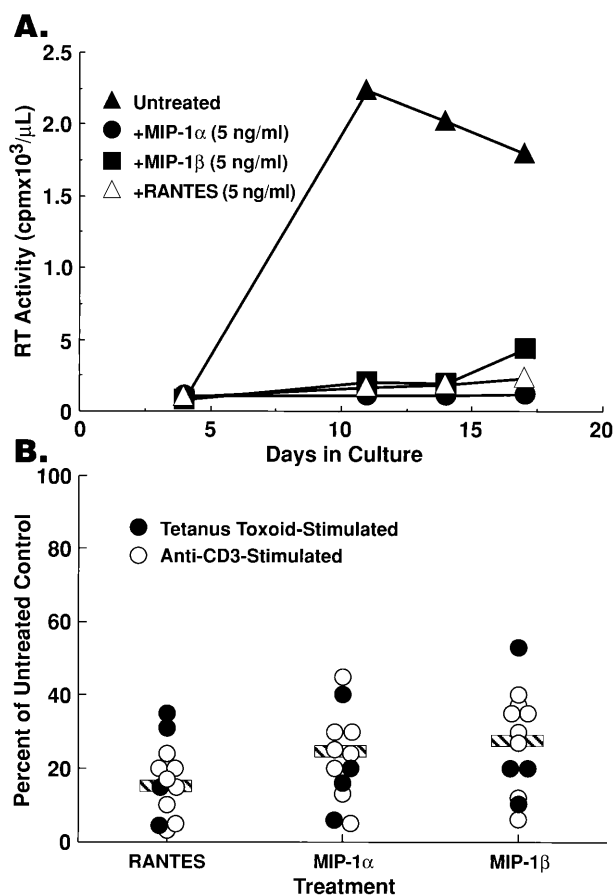 A.
2.5
2.0
1.5
1.0
5
0
RT Activity (cpmx10³/µL)
Untreated
+MIP-1α (5 ng/ml)
+MIP-1β (5 ng/ml)
+RANTES (5 ng/ml)
0 5 10 15 20
Days in Culture
B.
100
80
60
40
20
0
Percent of Untreated Control
Tetanus Toxoid-Stimulated
Anti-CD3-Stimulated
RANTES MIP-1α MIP-1β
Treatment